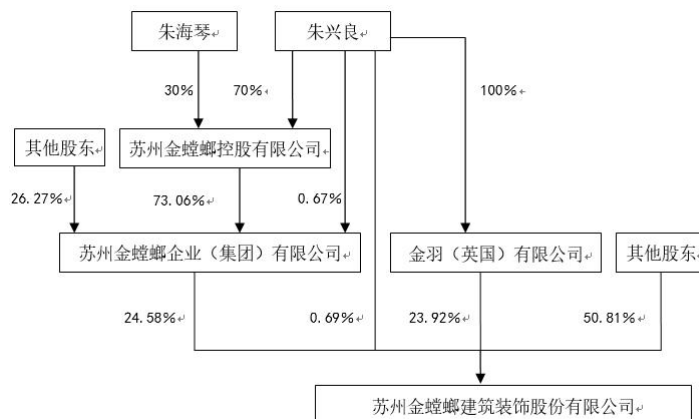 朱海琴
朱兴良
30%
70%
100%
其他股东
苏州金螳螂控股有限公司
26.27%
73.06%
0.67%
苏州金螳螂企业（集团）有限公司
金羽（英国）有限公司
其他股东
24.58%
0.69%
23.92%
50.81%
苏州金螳螂建筑装饰股份有限公司